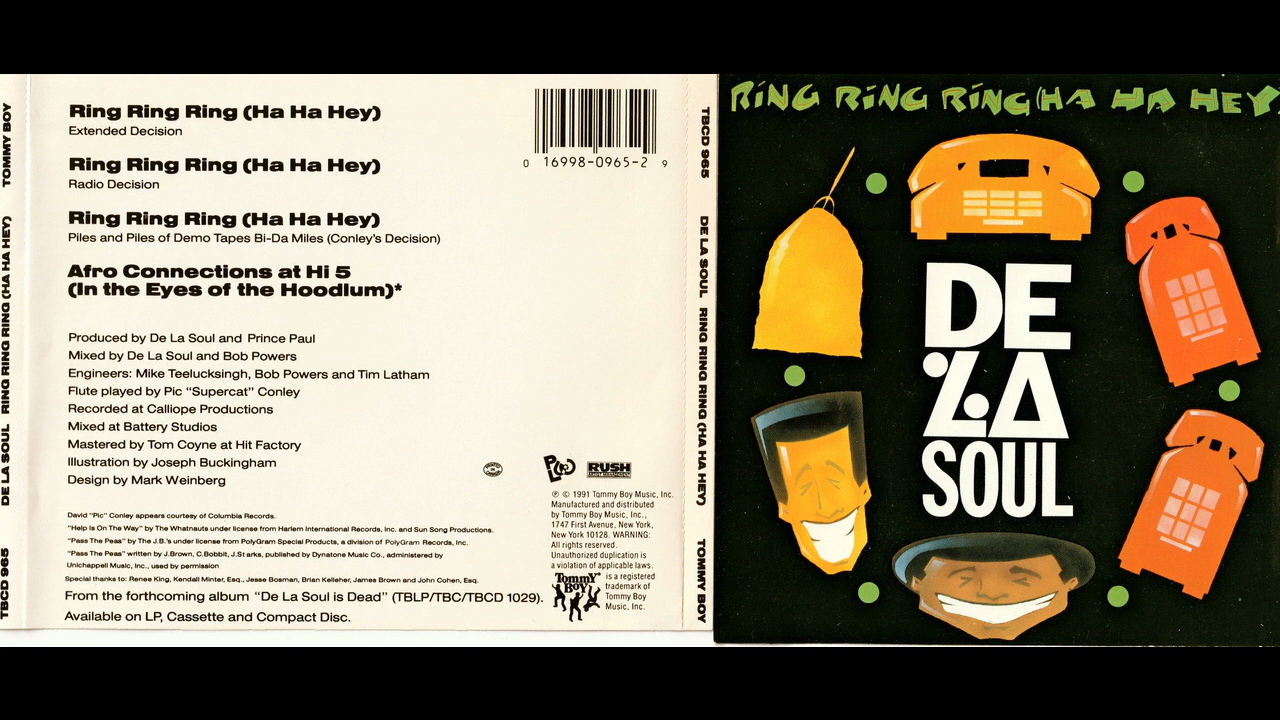 TBCD 965 DE LA SOUL RING RING RING (HA HA HEY) TOMMY BOY
Ring Ring Ring (Ha Ha Hey)
Extended Decision
Ring Ring Ring (Ha Ha Hey)
Radio Decision
Ring Ring Ring (Ha Ha Hey)
Piles and Piles of Demo Tapes Bi-Da Miles (Conley's Decision)
Afro Connections at Hi 5
(In the Eyes of the Hoodlum)*
0 16998-0965-2 9
Produced by De La Soul and Prince Paul
Mixed by De La Soul and Bob Powers
Engineers: Mike Teelucksingh, Bob Powers and Tim Latham
Flute played by Pic "Supercat" Conley
Recorded at Calliope Productions
Mixed at Battery Studios
Mastered by Tom Coyne at Hit Factory
Illustration by Joseph Buckingham
Design by Mark Weinberg
David "Pic" Conley appears courtesy of Columbia Records.
"Help Is On The Way" by The Whatnauts under license from Harlem International Records, Inc. and Sun Song Productions.
"Pass The Peas" by The J.B.'s under license from PolyGram Special Products, a division of PolyGram Records, Inc.
"Pass The Peas" written by J.Brown, C.Bobbit, J.St arks, published by Dynatone Music Co., administered by
Unichappell Music, Inc., used by permission
Special thanks to: Renee King, Kendall Minter, Esq., Jesse Bosman, Brian Kelleher, James Brown and John Cohen, Esq.
From the forthcoming album "De La Soul is Dead" (TBLP/TBC/TBCD 1029).
Available on LP, Cassette and Compact Disc.
RUSH
℗ © 1991 Tommy Boy Music, Inc.
Manufactured and distributed
by Tommy Boy Music, Inc.,
1747 First Avenue, New York,
New York 10128. WARNING:
All rights reserved.
Unauthorized duplication is
a violation of applicable laws.
Tommy Boy
is a registered
trademark of
Tommy Boy
Music, Inc.
TBCD 965 DE LA SOUL RING RING RING (HA HA HEY) TOMMY BOY
RING RING RING (HA HA HEY)
DE
LA
SOUL